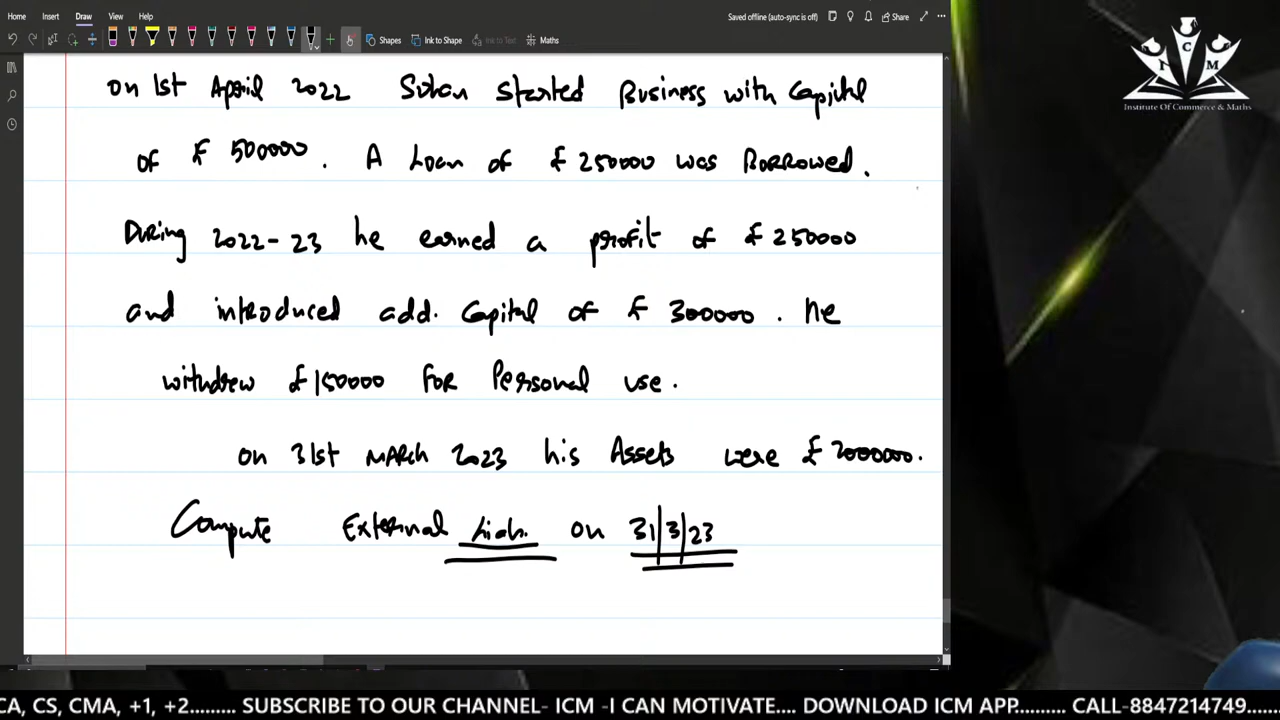 Home Insert Draw View Help Saved offline (auto-sync is off) Share
Shapes Ink to Shape Ink to Text Maths
I C M
Institute Of Commerce & Maths
on 1st April 2022 Sohan started Business with Capital
of ₹ 500000. A Loan of ₹ 250000 was Borrowed.
During 2022-23 he earned a profit of ₹ 250000
and introduced add. Capital of ₹ 300000. He
withdrew ₹ 150000 for Personal use.
on 31st March 2023 his Assets were ₹ 2000000.
Compute External Liab. on 31/3/23
CA, CS, CMA, +1, +2......... SUBSCRIBE TO OUR CHANNEL- ICM -I CAN MOTIVATE.... DOWNLOAD ICM APP.... CALL-8847214749